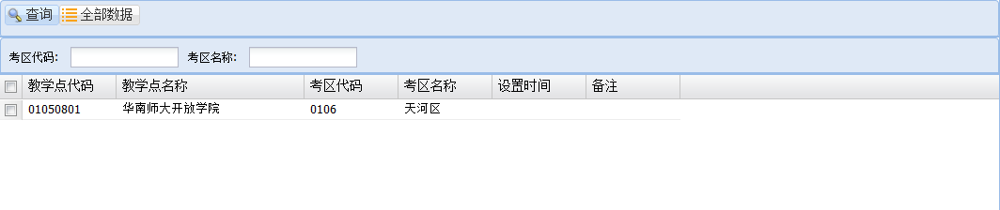 查询 全部数据
考区代码: 考区名称:
教学点代码 教学点名称 考区代码 考区名称 设置时间 备注
01050801 华南师大开放学院 0106 天河区